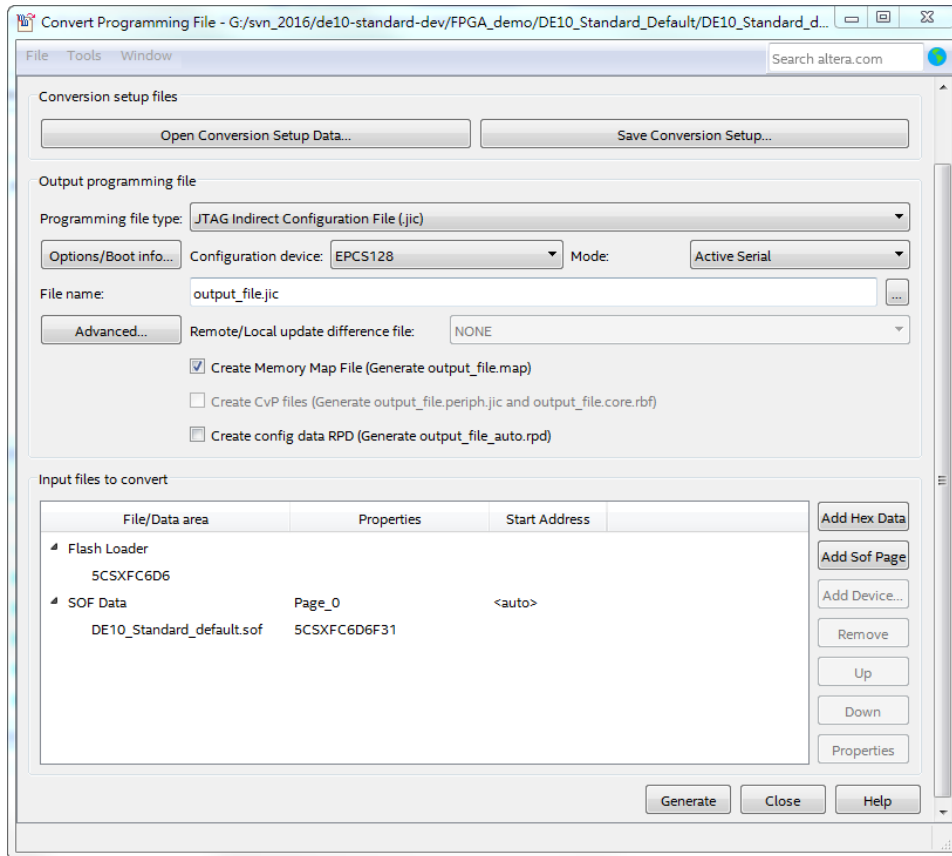 Convert Programming File - G:/svn_2016/de10-standard-dev/FPGA_demo/DE10_Standard_Default/DE10_Standard_d...
File Tools Window Search altera.com
Conversion setup files
Open Conversion Setup Data... Save Conversion Setup...
Output programming file
Programming file type: JTAG Indirect Configuration File (.jic)
Options/Boot info... Configuration device: EPCS128 Mode: Active Serial
File name: output_file.jic ...
Advanced... Remote/Local update difference file: NONE
Create Memory Map File (Generate output_file.map)
Create CvP files (Generate output_file.periph.jic and output_file.core.rbf)
Create config data RPD (Generate output_file_auto.rpd)
Input files to convert
File/Data area Properties Start Address
Add Hex Data
Flash Loader
Add Sof Page
5CSXFC6D6
Add Device...
SOF Data Page_0 <auto>
DE10_Standard_default.sof 5CSXFC6D6F31
Remove
Up
Down
Properties
Generate Close Help